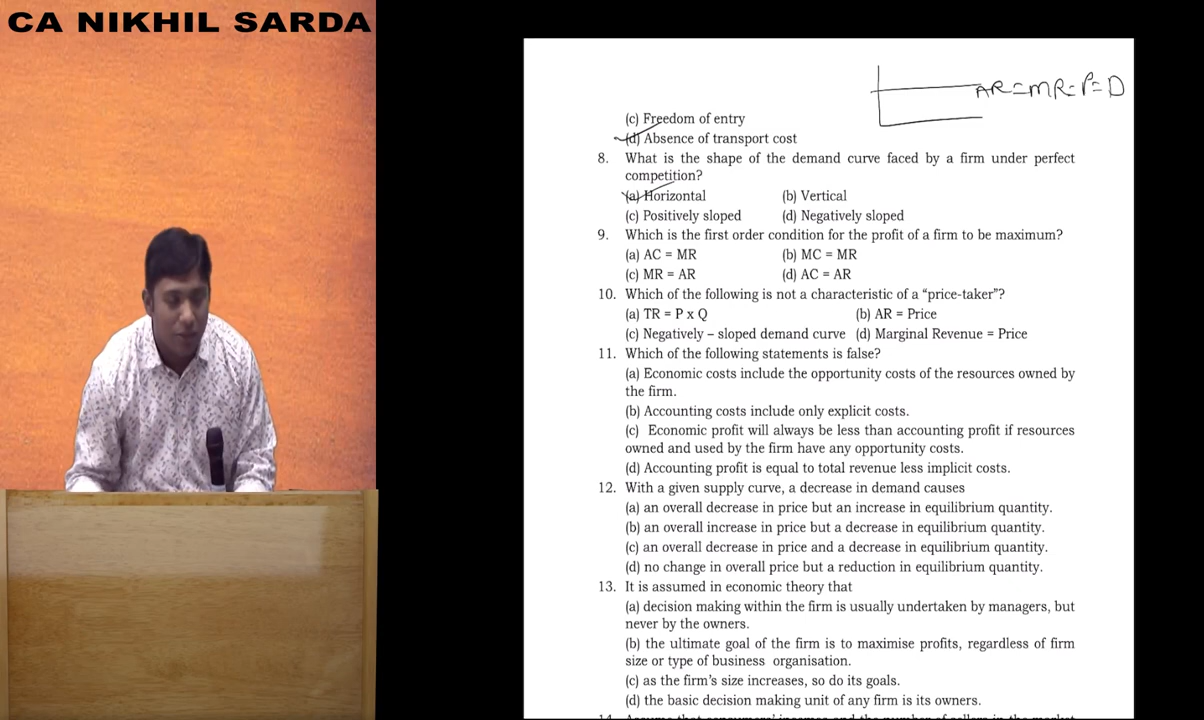 CA NIKHIL SARDA
AR=MR=P=D
(c) Freedom of entry
(d) Absence of transport cost
8. What is the shape of the demand curve faced by a firm under perfect
competition?
(a) Horizontal (b) Vertical
(c) Positively sloped (d) Negatively sloped
9. Which is the first order condition for the profit of a firm to be maximum?
(a) AC = MR (b) MC = MR
(c) MR = AR (d) AC = AR
10. Which of the following is not a characteristic of a “price-taker”?
(a) TR = P x Q (b) AR = Price
(c) Negatively – sloped demand curve (d) Marginal Revenue = Price
11. Which of the following statements is false?
(a) Economic costs include the opportunity costs of the resources owned by
the firm.
(b) Accounting costs include only explicit costs.
(c) Economic profit will always be less than accounting profit if resources
owned and used by the firm have any opportunity costs.
(d) Accounting profit is equal to total revenue less implicit costs.
12. With a given supply curve, a decrease in demand causes
(a) an overall decrease in price but an increase in equilibrium quantity.
(b) an overall increase in price but a decrease in equilibrium quantity.
(c) an overall decrease in price and a decrease in equilibrium quantity.
(d) no change in overall price but a reduction in equilibrium quantity.
13. It is assumed in economic theory that
(a) decision making within the firm is usually undertaken by managers, but
never by the owners.
(b) the ultimate goal of the firm is to maximise profits, regardless of firm
size or type of business organisation.
(c) as the firm’s size increases, so do its goals.
(d) the basic decision making unit of any firm is its owners.